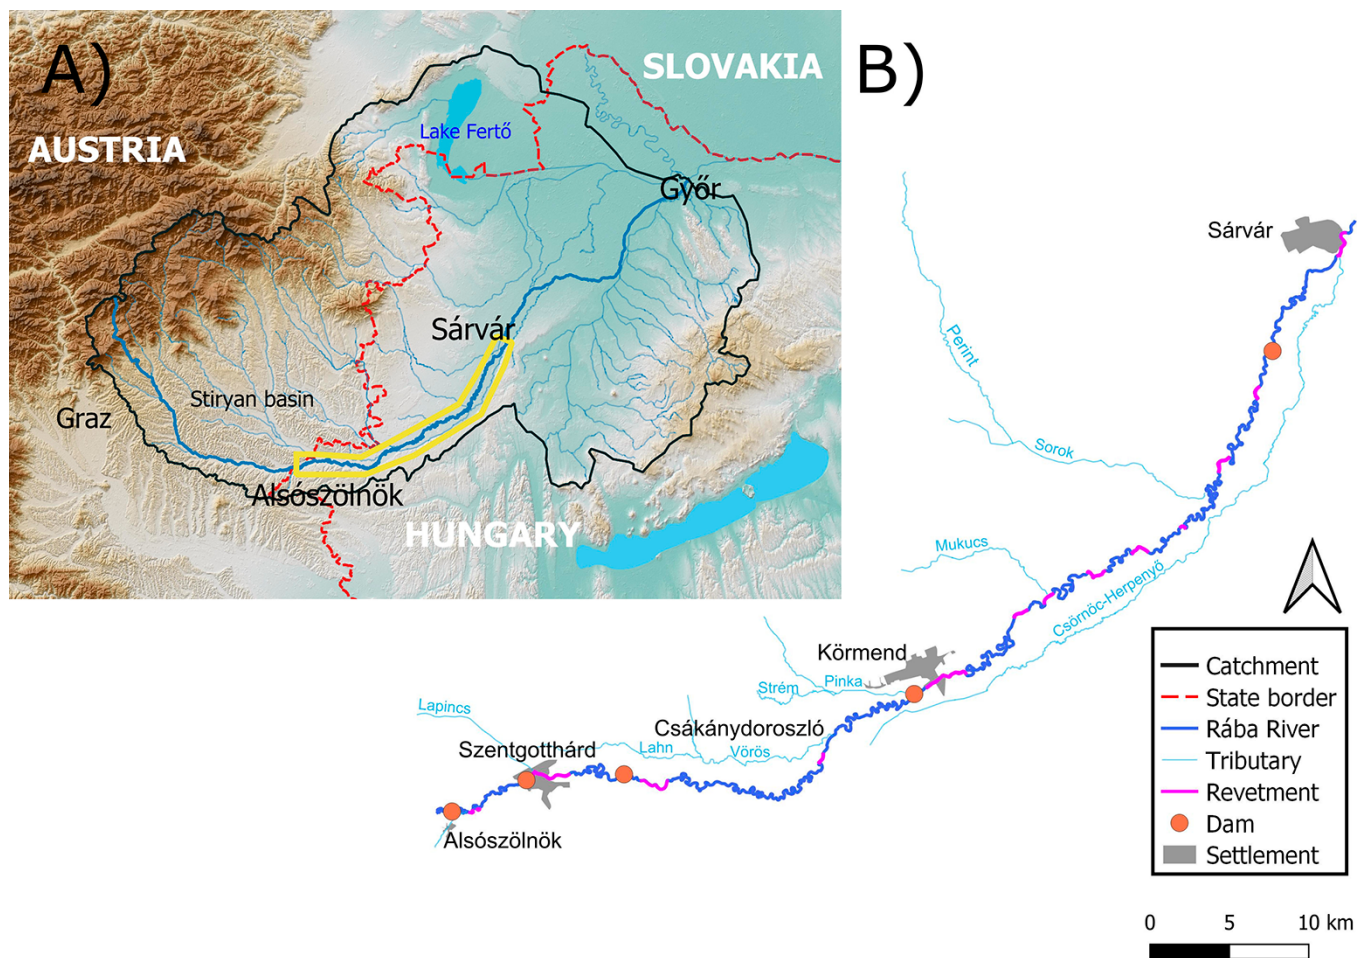 A)
SLOVAKIA
AUSTRIA
Lake Fertő
Győr
Sárvár
Stiryan basin
Graz
Alsószölnök
HUNGARY
B)
Sárvár
Perint
Sorok
Mukucs
Csörnöc-Herpenyő
Körmend
Pinka
Strém
Lapincs
Csákánydoroszló
Szentgotthárd
Lahn
Vörös
Alsószölnök
Catchment
State border
Rába River
Tributary
Revetment
Dam
Settlement
0 5 10 km